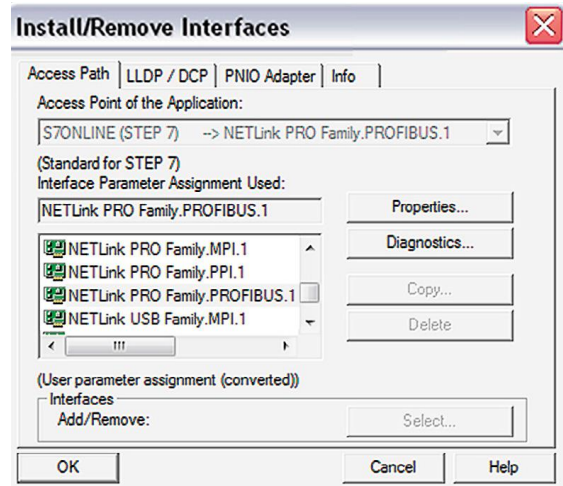 Install/Remove Interfaces
Access Path LLDP / DCP PNIO Adapter Info
Access Point of the Application:
S7ONLINE (STEP 7) --> NETLink PRO Family.PROFIBUS.1
(Standard for STEP 7)
Interface Parameter Assignment Used:
NETLink PRO Family.PROFIBUS.1
Properties...
NETLink PRO Family.MPI.1
Diagnostics...
NETLink PRO Family.PPI.1
NETLink PRO Family.PROFIBUS.1
Copy...
NETLink USB Family.MPI.1
Delete
(User parameter assignment (converted))
Interfaces
Add/Remove:
Select...
OK Cancel Help